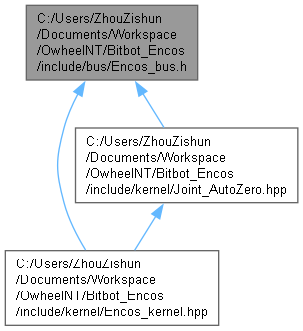 C:/Users/ZhouZishun
/Documents/Workspace
/OwheelNT/Bitbot_Encos
/include/bus/Encos_bus.h
C:/Users/ZhouZishun
/Documents/Workspace
/OwheelNT/Bitbot_Encos
/include/kernel/Joint_AutoZero.hpp
C:/Users/ZhouZishun
/Documents/Workspace
/OwheelNT/Bitbot_Encos
/include/kernel/Encos_kernel.hpp